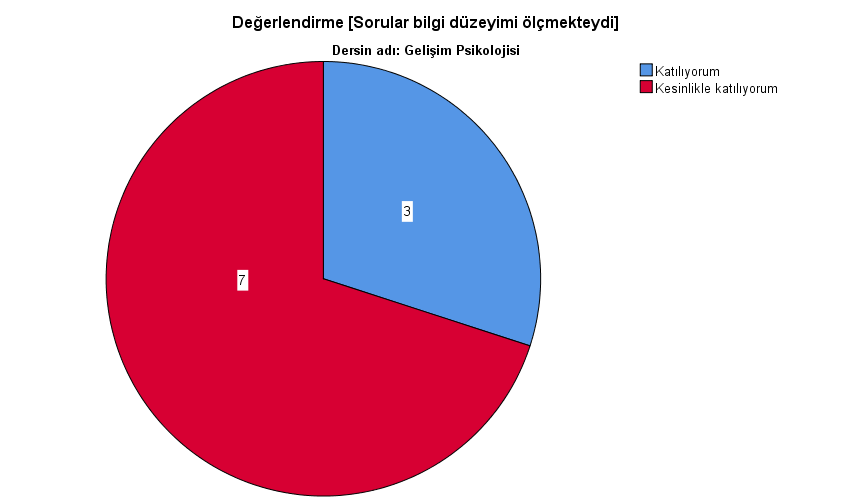 Değerlendirme [Sorular bilgi düzeyimi ölçmekteydi]
Dersin adı: Gelişim Psikolojisi
Katılıyorum
Kesinlikle katılıyorum
3
7